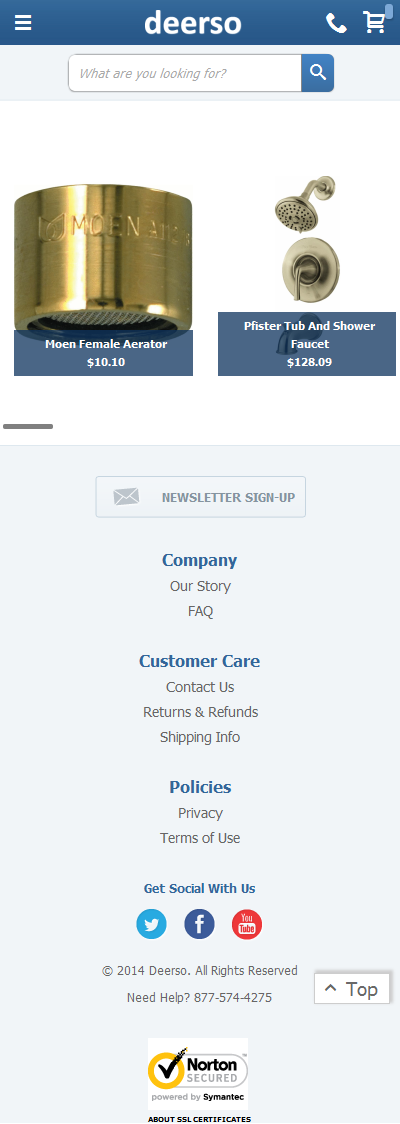 deerso
What are you looking for?
MOEN
Moen Female Aerator
$10.10
Pfister Tub And Shower
Faucet
$128.09
NEWSLETTER SIGN-UP
Company
Our Story
FAQ
Customer Care
Contact Us
Returns & Refunds
Shipping Info
Policies
Privacy
Terms of Use
Get Social With Us
You
Tube
© 2014 Deerso. All Rights Reserved
Need Help? 877-574-4275
Top
Norton
SECURED
powered by Symantec
ABOUT SSL CERTIFICATES